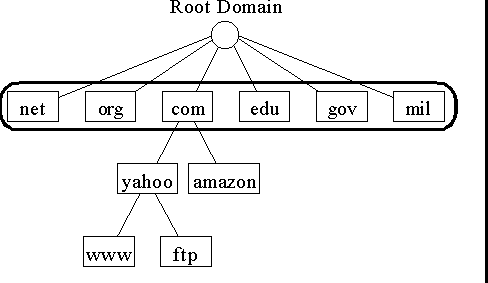 Root Domain
net org com edu gov mil
yahoo amazon
www ftp